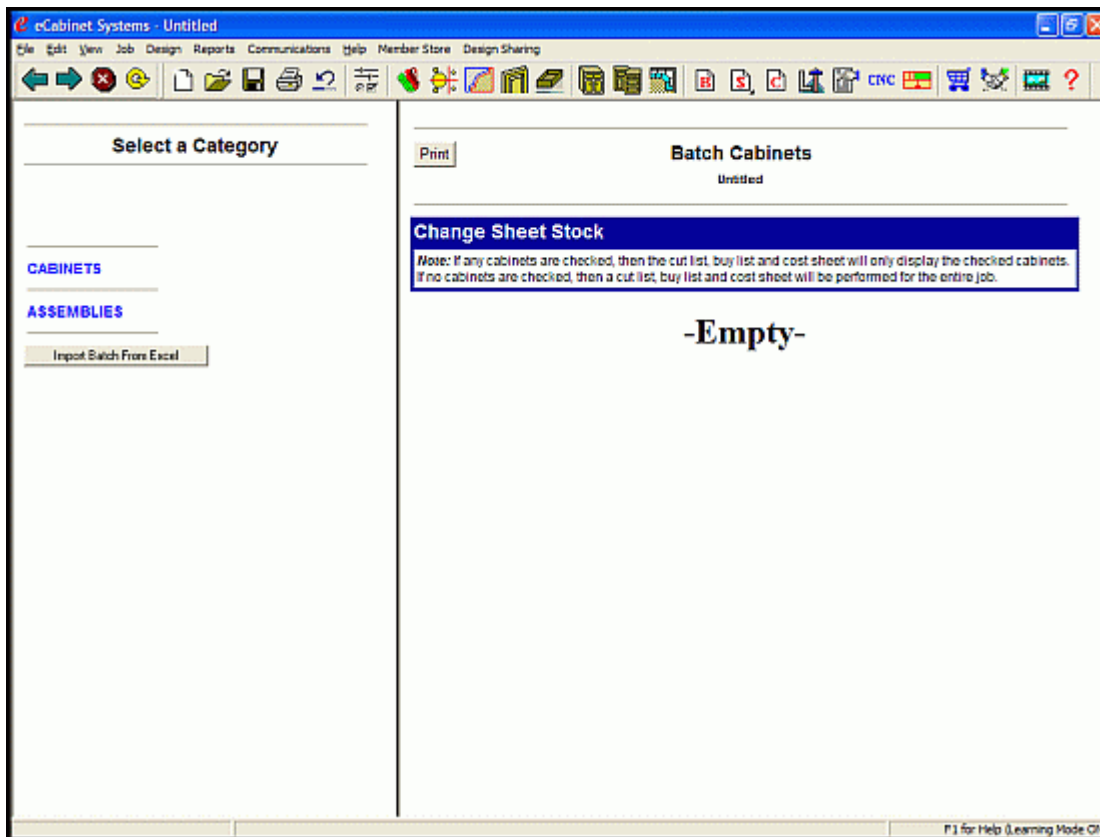 eCabinet Systems - Untitled
File Edit View Job Design Reports Communications Help Member Store Design Sharing
B S C CNC ?
Select a Category
CABINETS
ASSEMBLIES
Import Batch From Excel
Print
Batch Cabinets
Untitled
Change Sheet Stock
Note: If any cabinets are checked, then the cut list, buy list and cost sheet will only display the checked cabinets.
If no cabinets are checked, then a cut list, buy list and cost sheet will be performed for the entire job.
-Empty-
F1 for Help (Learning Mode